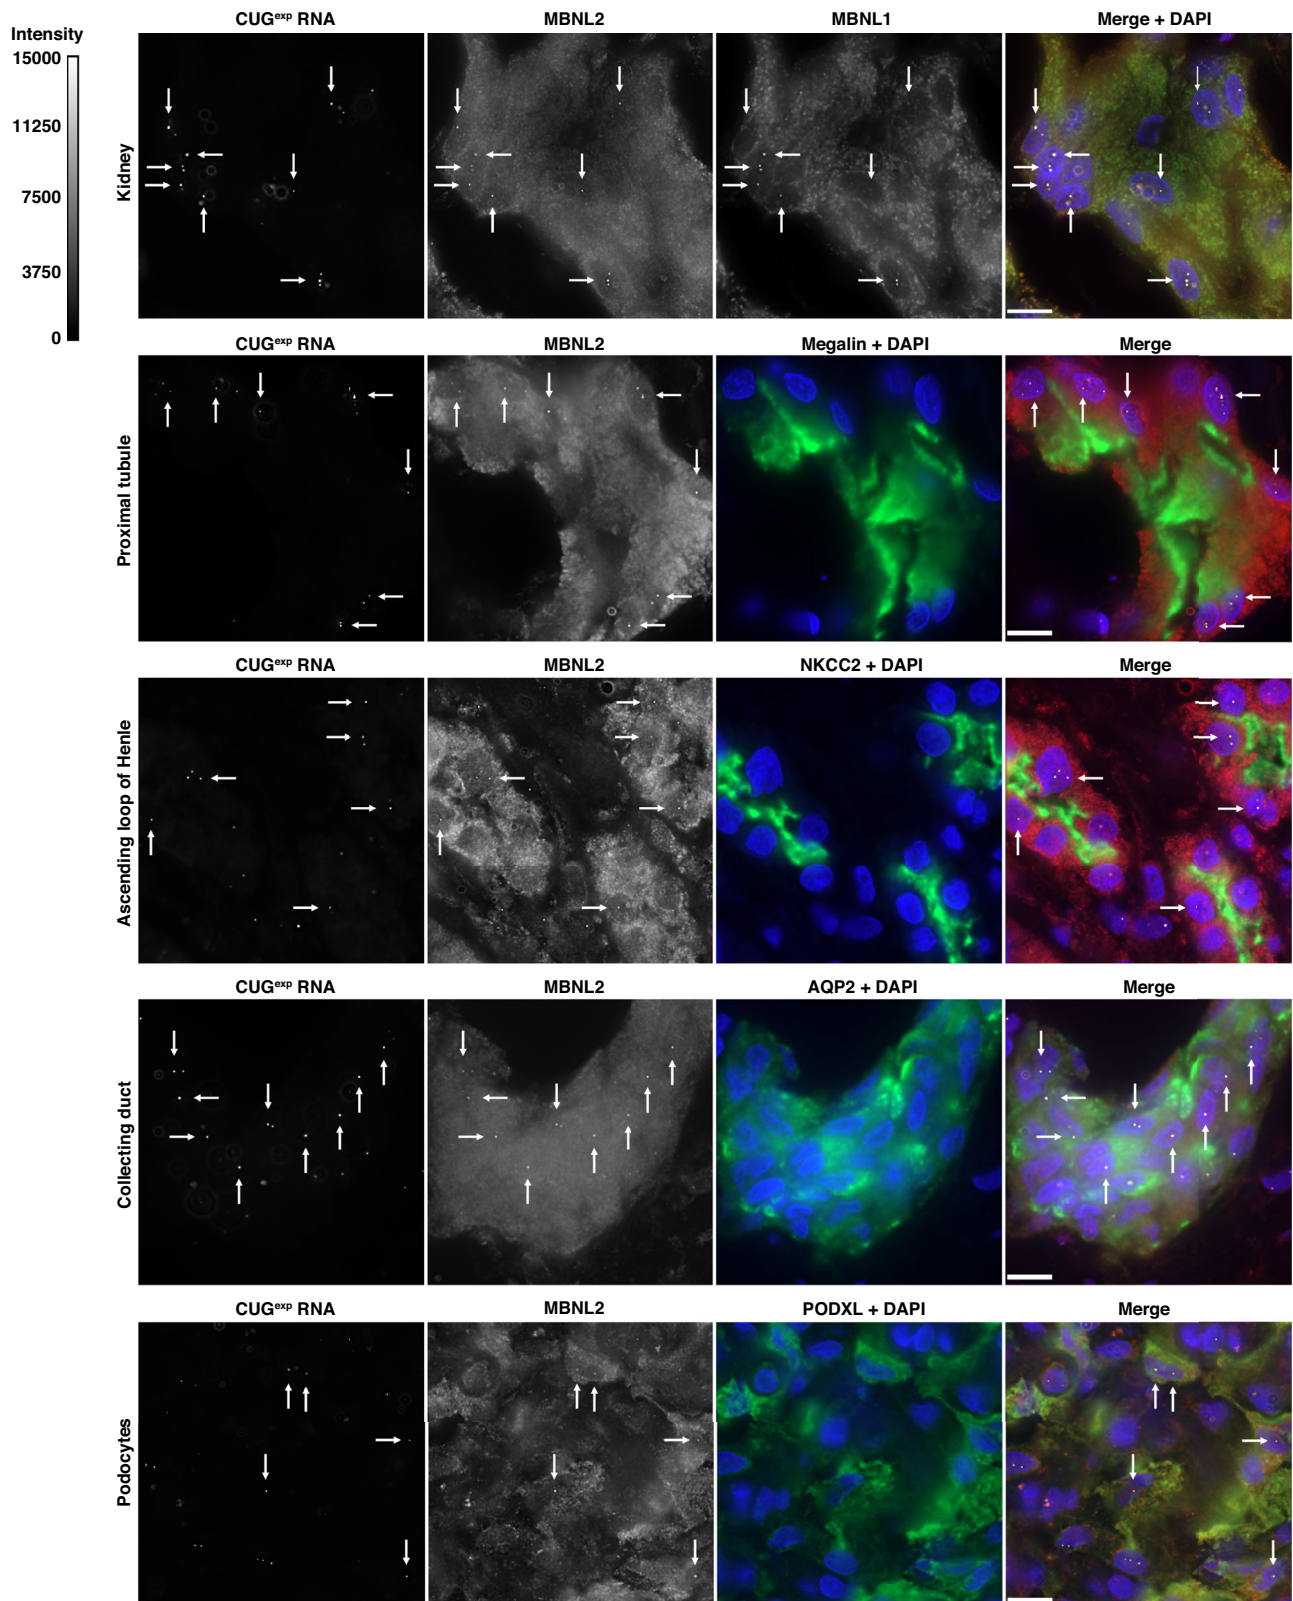 Intensity
15000
11250
7500
3750
0
CUGexp RNA MBNL2 MBNL1 Merge + DAPI
Kidney
CUGexp RNA MBNL2 Megalin + DAPI Merge
Proximal tubule
CUGexp RNA MBNL2 NKCC2 + DAPI Merge
Ascending loop of Henle
CUGexp RNA MBNL2 AQP2 + DAPI Merge
Collecting duct
CUGexp RNA MBNL2 PODXL + DAPI Merge
Podocytes